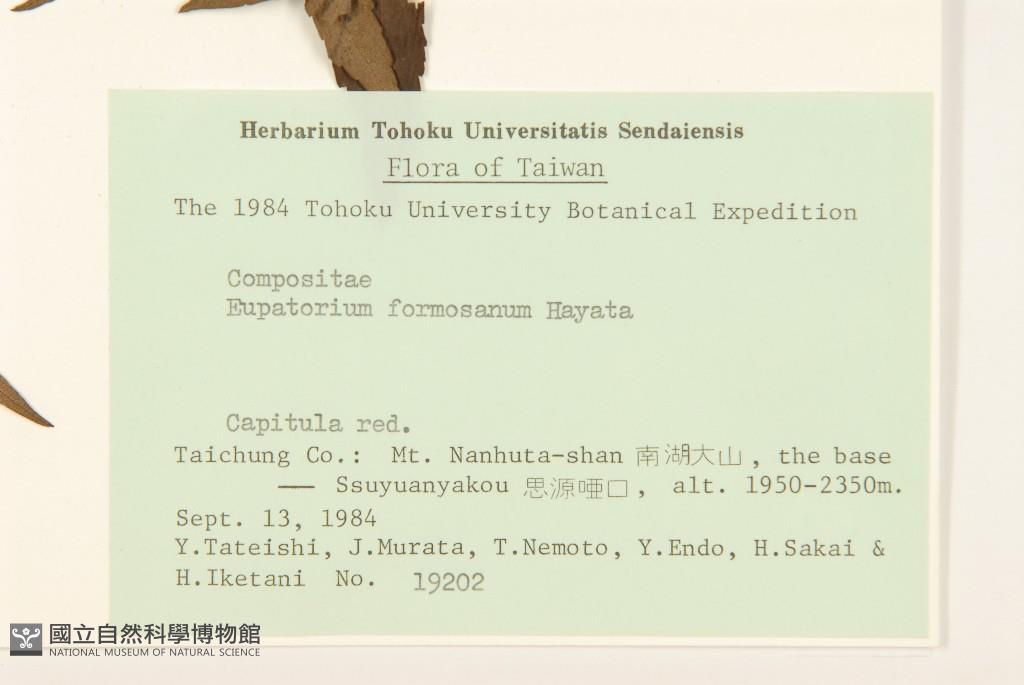 Herbarium Tohoku Universitatis Sendaiensis
Flora of Taiwan
The 1984 Tohoku University Botanical Expedition
Compositae
Eupatorium formosanum Hayata
Capitula red.
Taichung Co.: Mt. Nanhuta-shan 南湖大山, the base
— Ssuyuanyakou 思源啞口, alt. 1950-2350m.
Sept. 13, 1984
Y.Tateishi, J.Murata, T.Nemoto, Y.Endo, H.Sakai &
H.Iketani No. 19202
國立自然科學博物館
NATIONAL MUSEUM OF NATURAL SCIENCE